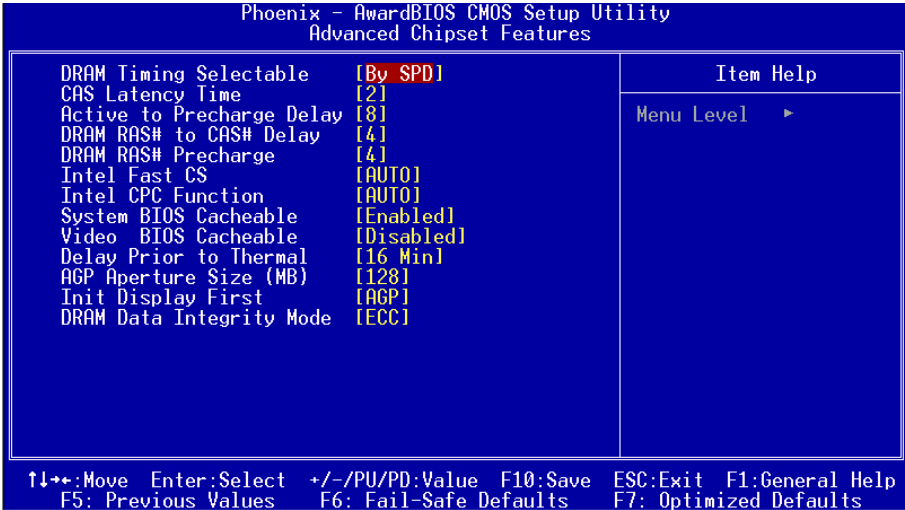 Phoenix - AwardBIOS CMOS Setup Utility
Advanced Chipset Features
DRAM Timing Selectable [By SPD]
CAS Latency Time [2]
Active to Precharge Delay [8]
DRAM RAS# to CAS# Delay [4]
DRAM RAS# Precharge [4]
Intel Fast CS [AUTO]
Intel CPC Function [AUTO]
System BIOS Cacheable [Enabled]
Video BIOS Cacheable [Disabled]
Delay Prior to Thermal [16 Min]
AGP Aperture Size (MB) [128]
Init Display First [AGP]
DRAM Data Integrity Mode [ECC]
Item Help
Menu Level ►
↑↓→←:Move Enter:Select +/-/PU/PD:Value F10:Save ESC:Exit F1:General Help
F5: Previous Values F6: Fail-Safe Defaults F7: Optimized Defaults